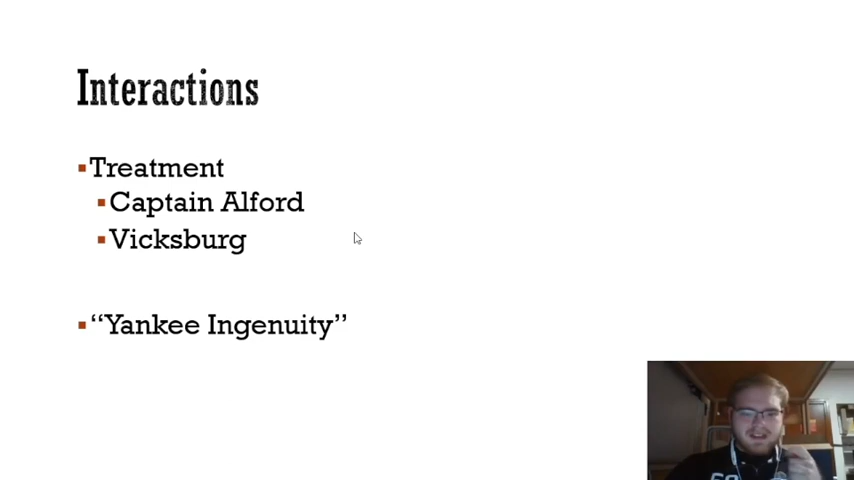 Interactions
Treatment
Captain Alford
Vicksburg
“Yankee Ingenuity”